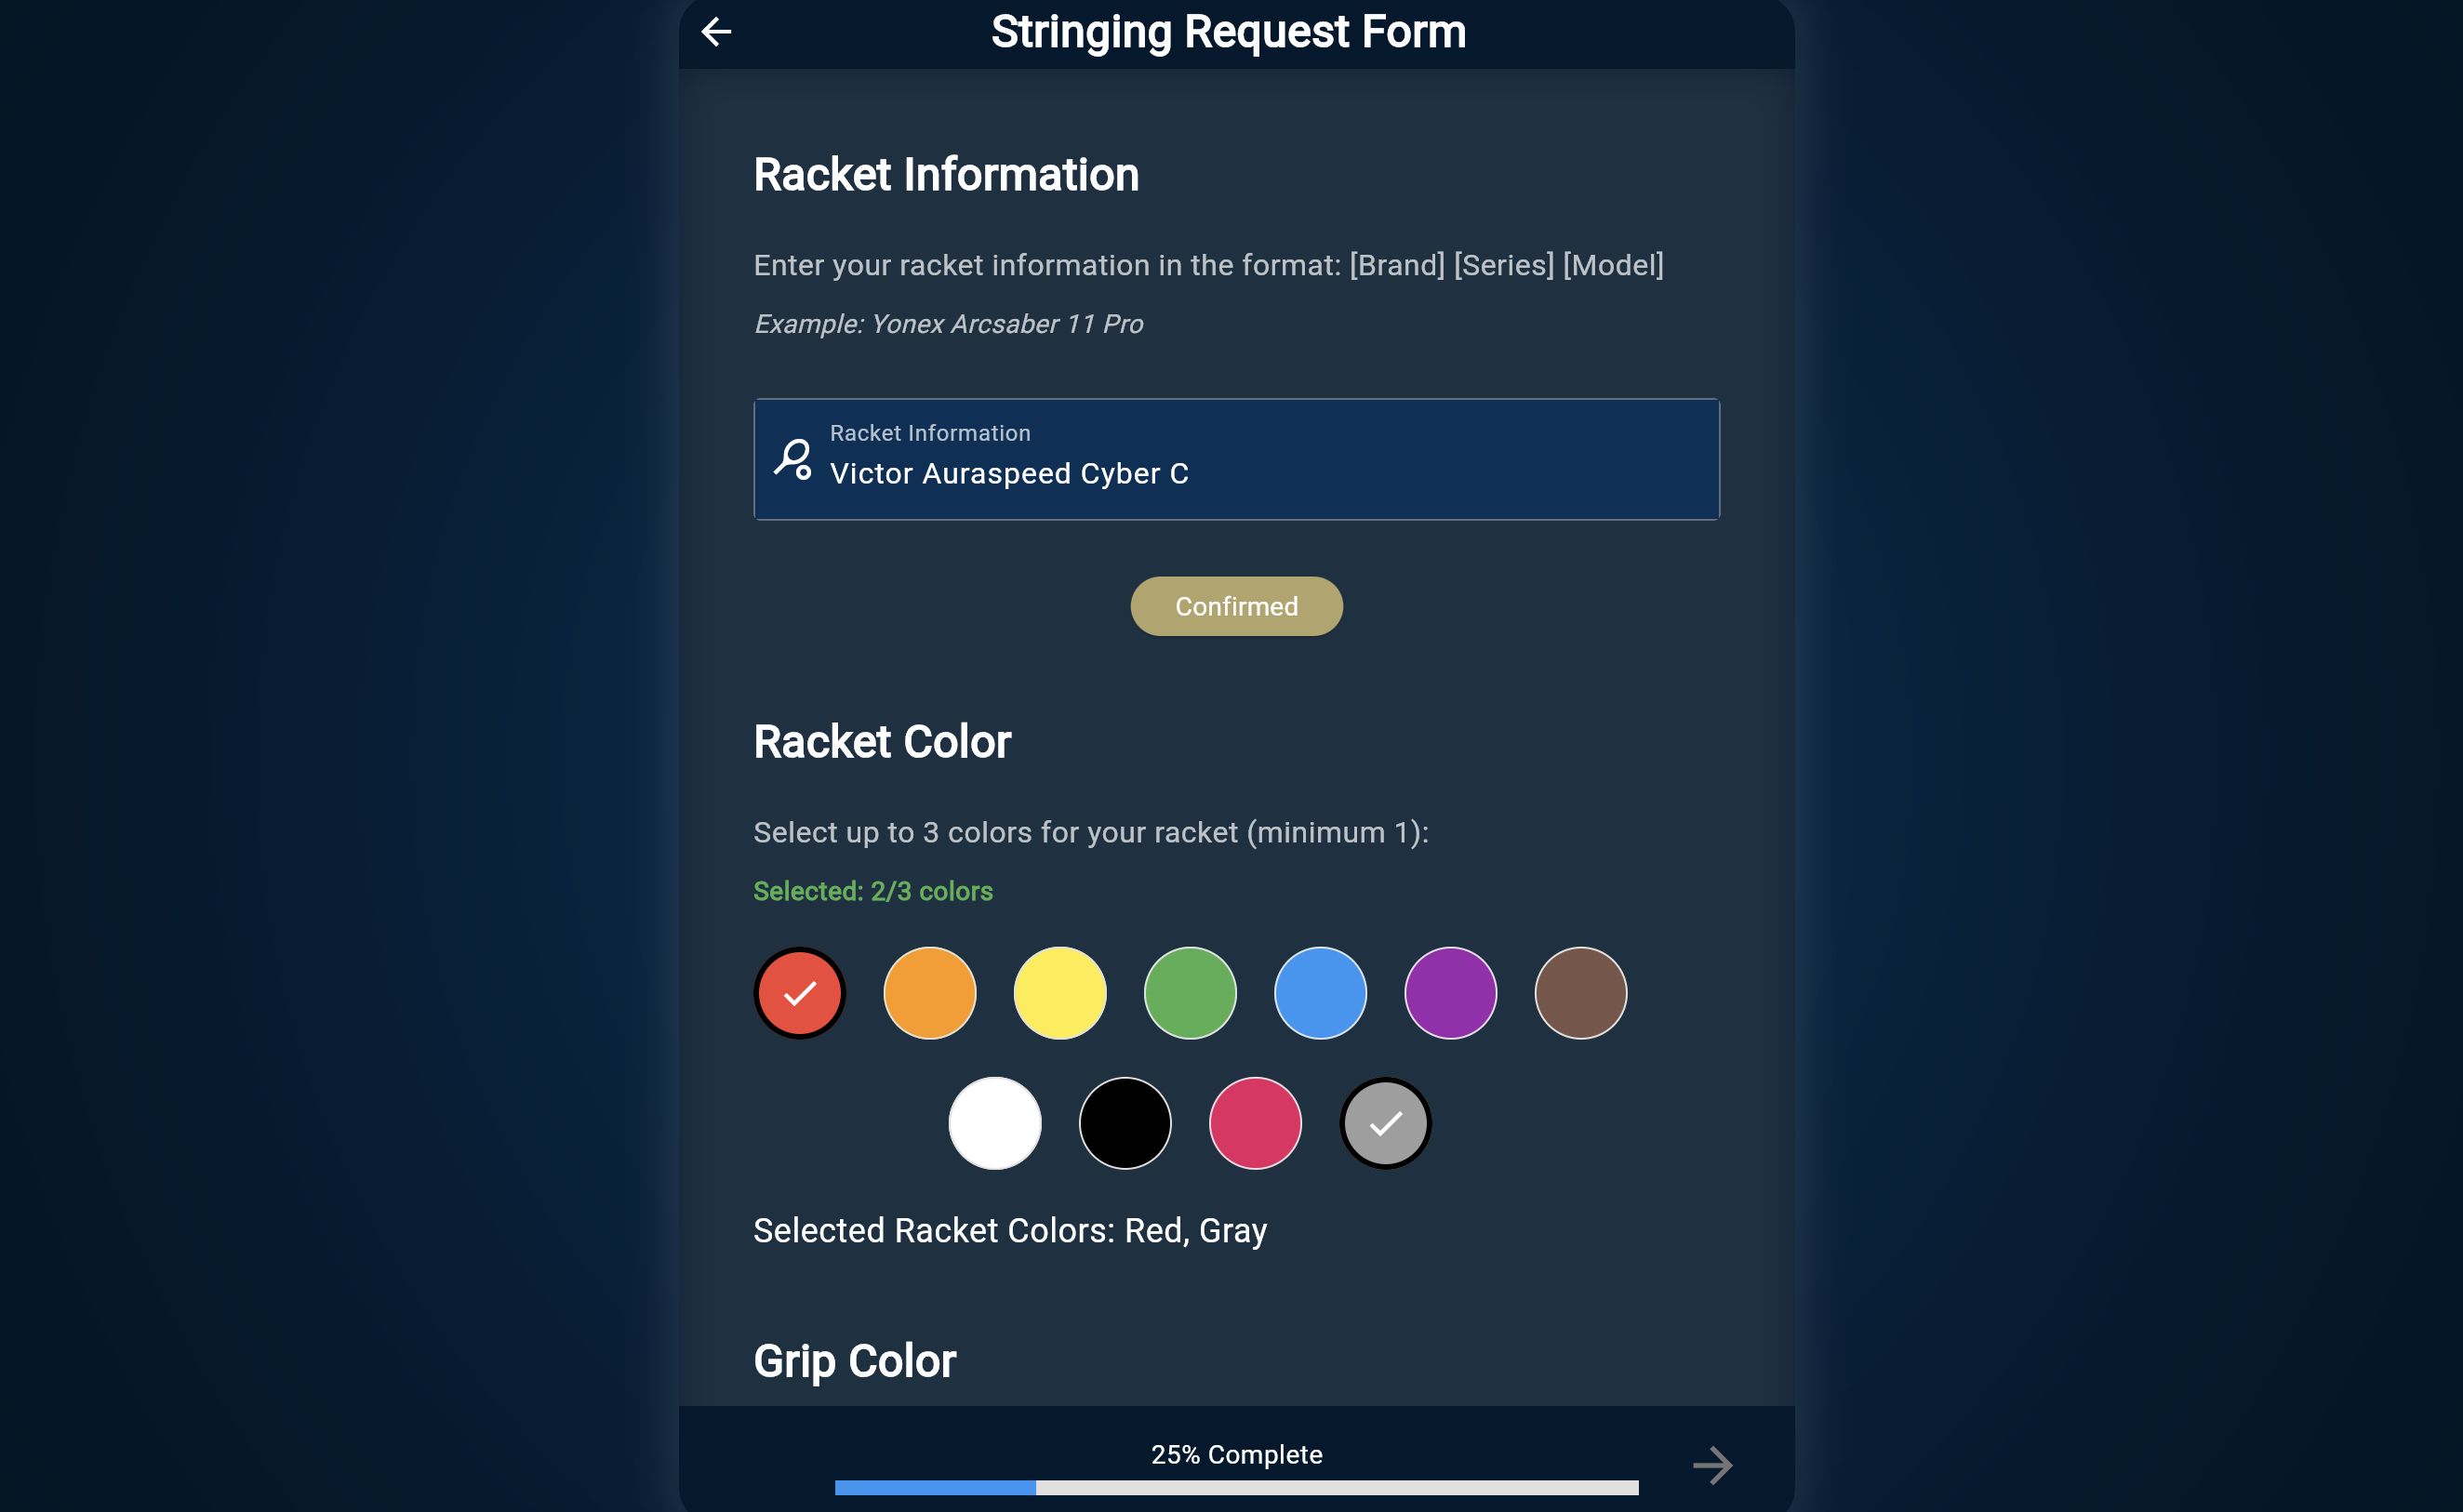 Stringing Request Form
Racket Information
Enter your racket information in the format: [Brand] [Series] [Model]
Example: Yonex Arcsaber 11 Pro
Racket Information
Victor Auraspeed Cyber C
Confirmed
Racket Color
Select up to 3 colors for your racket (minimum 1):
Selected: 2/3 colors
Selected Racket Colors: Red, Gray
Grip Color
25% Complete